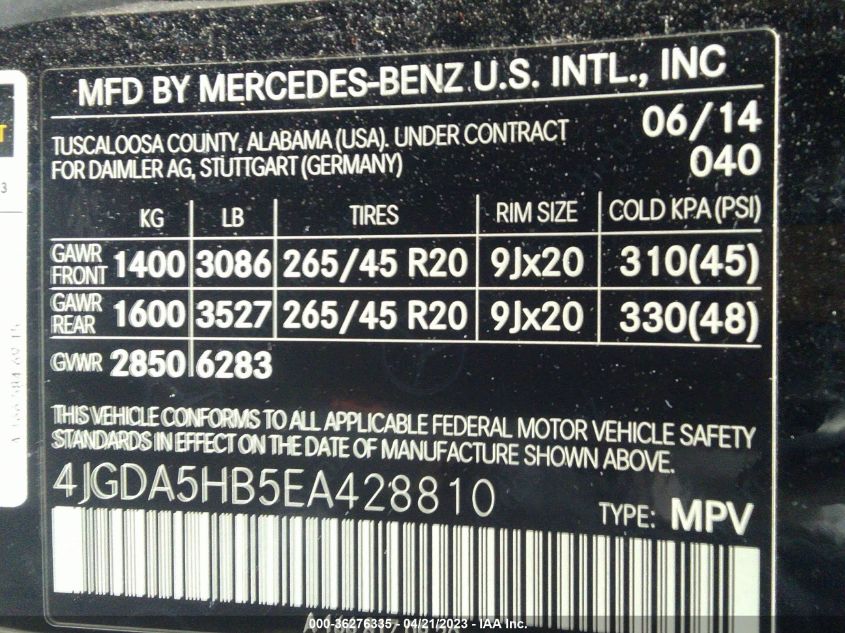 MFD BY MERCEDES-BENZ U.S. INTL., INC
TUSCALOOSA COUNTY, ALABAMA (USA). UNDER CONTRACT
FOR DAIMLER AG, STUTTGART (GERMANY)
06/14
040
KG LB TIRES RIM SIZE COLD KPA (PSI)
GAWR FRONT 1400 3086 265/45 R20 9Jx20 310(45)
GAWR REAR 1600 3527 265/45 R20 9Jx20 330(48)
GVWR 2850 6283
THIS VEHICLE CONFORMS TO ALL APPLICABLE FEDERAL MOTOR VEHICLE SAFETY
STANDARDS IN EFFECT ON THE DATE OF MANUFACTURE SHOWN ABOVE.
4JGDA5HB5EA428810
TYPE: MPV
000-36276335 - 04/21/2023 - IAA Inc.